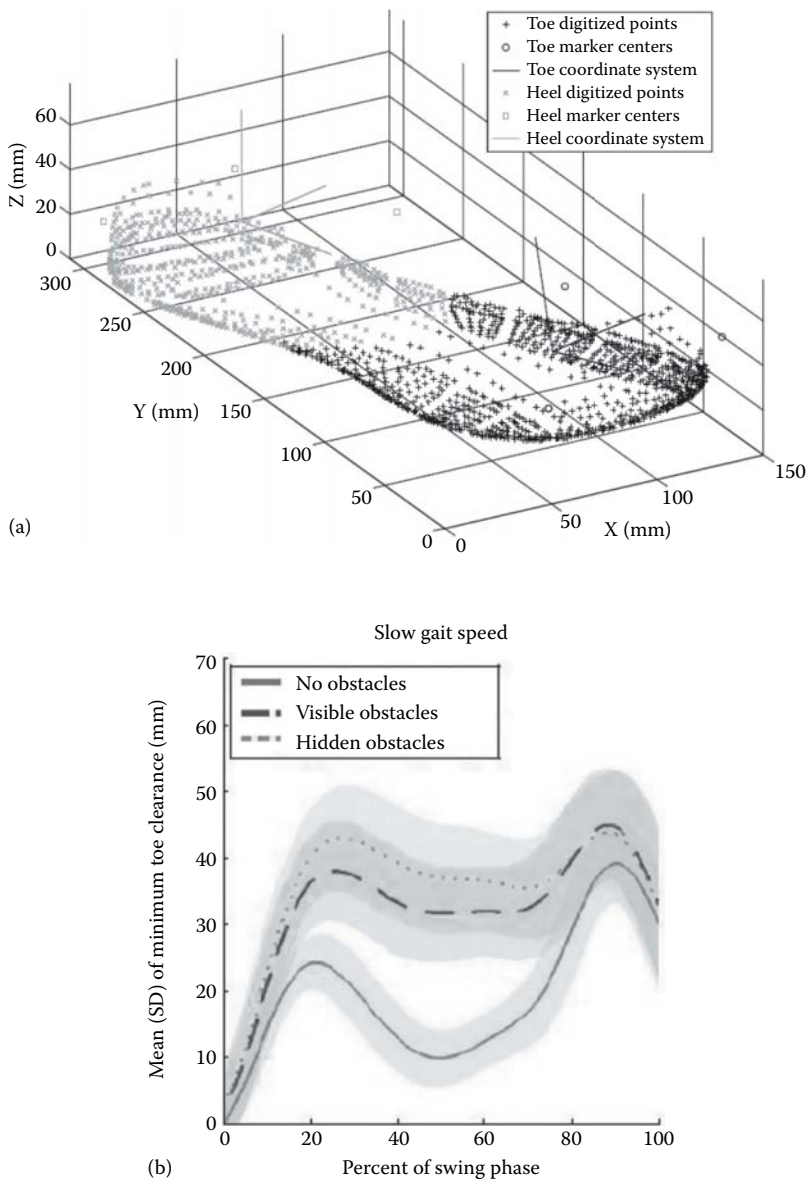 Toe digitized points
Toe marker centers
Toe coordinate system
Heel digitized points
Heel marker centers
Heel coordinate system
60
40
20
0
Z (mm)
300
250
200
150
100
50
0
Y (mm)
0
50
100
150
X (mm)
(a)
Slow gait speed
70
60
50
40
30
20
10
0
Mean (SD) of minimum toe clearance (mm)
No obstacles
Visible obstacles
Hidden obstacles
0
20
40
60
80
100
Percent of swing phase
(b)